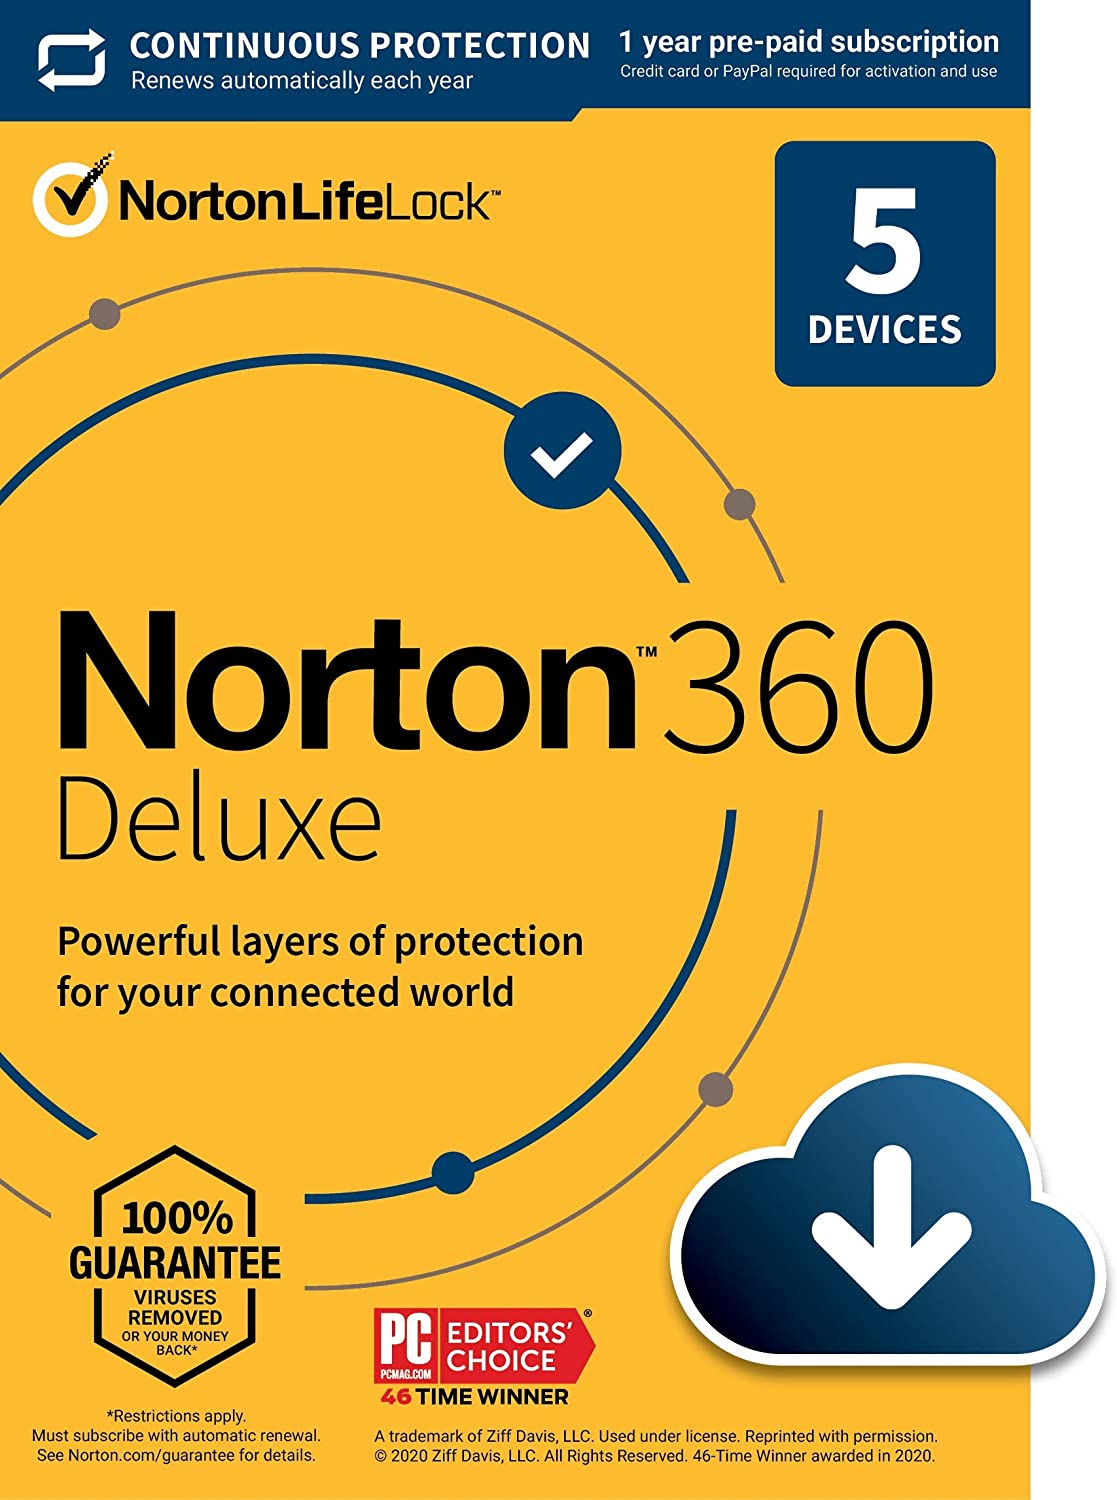 CONTINUOUS PROTECTION
Renews automatically each year
1 year pre-paid subscription
Credit card or PayPal required for activation and use
NortonLifeLock™
5
DEVICES
Norton™ 360
Deluxe
Powerful layers of protection
for your connected world
100%
GUARANTEE
VIRUSES
REMOVED
OR YOUR MONEY
BACK*
*Restrictions apply.
Must subscribe with automatic renewal.
See Norton.com/guarantee for details.
PC
PCMAG.COM
EDITORS'
CHOICE
®
46 TIME WINNER
A trademark of Ziff Davis, LLC. Used under license. Reprinted with permission.
© 2020 Ziff Davis, LLC. All Rights Reserved. 46-Time Winner awarded in 2020.